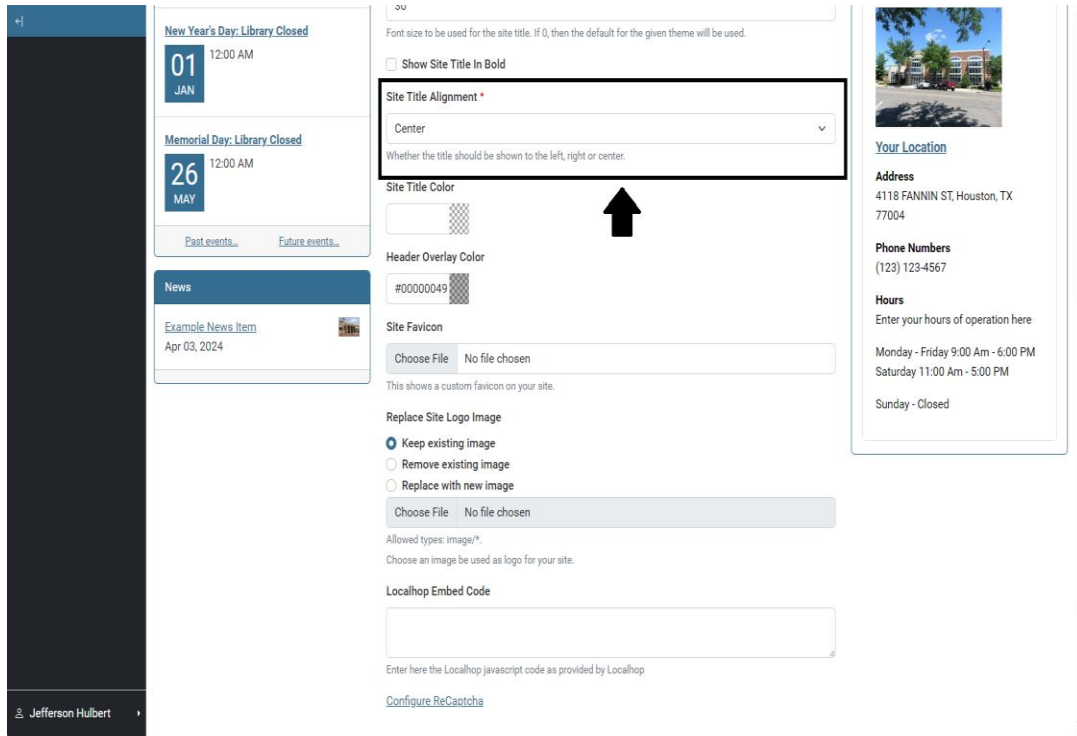 New Year's Day: Library Closed
01
JAN
12:00 AM
Memorial Day: Library Closed
26
MAY
12:00 AM
Past events...
Future events...
News
Example News Item
Apr 03, 2024
Jefferson Hulbert
30
Font size to be used for the site title. If 0, then the default for the given theme will be used.
Show Site Title In Bold
Site Title Alignment *
Center
Whether the title should be shown to the left, right or center.
Site Title Color
Header Overlay Color
#00000049
Site Favicon
Choose File No file chosen
This shows a custom favicon on your site.
Replace Site Logo Image
Keep existing image
Remove existing image
Replace with new image
Choose File No file chosen
Allowed types: image/*.
Choose an image be used as logo for your site.
Localhop Embed Code
Enter here the Localhop javascript code as provided by Localhop
Configure ReCaptcha
Your Location
Address
4118 FANNIN ST, Houston, TX
77004
Phone Numbers
(123) 123-4567
Hours
Enter your hours of operation here
Monday - Friday 9:00 Am - 6:00 PM
Saturday 11:00 Am - 5:00 PM
Sunday - Closed